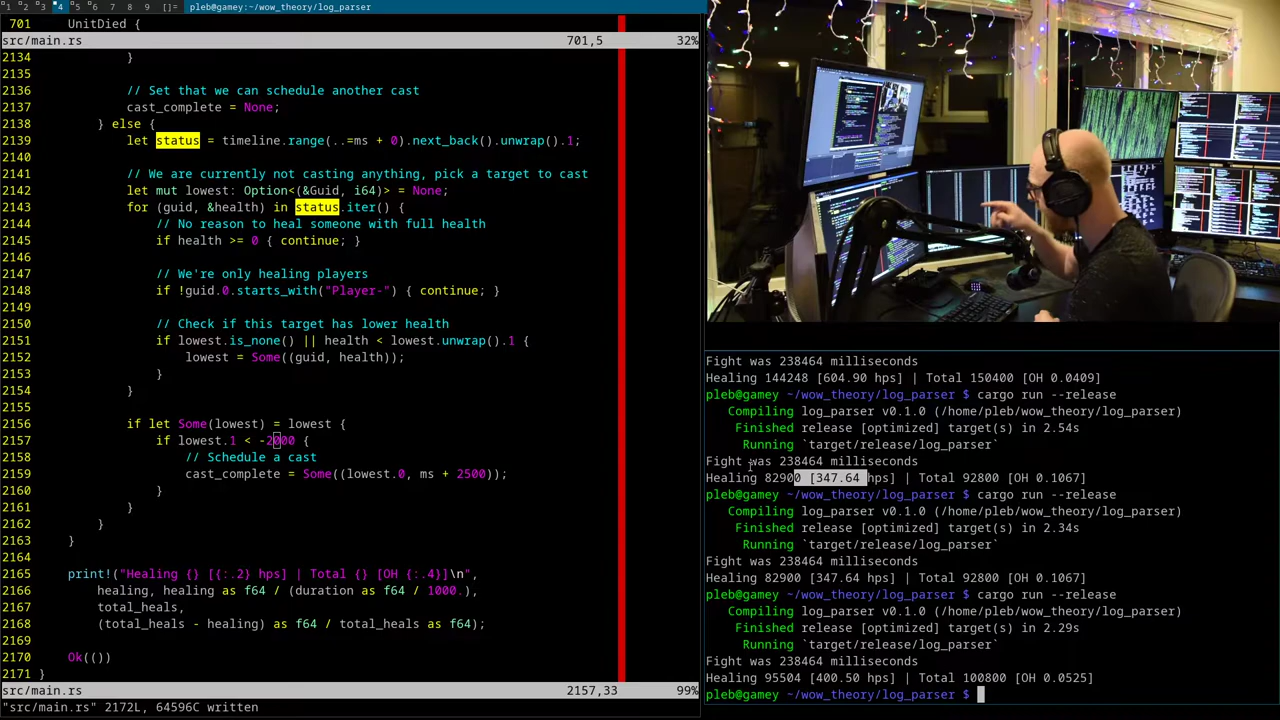 1 2 3 4 5 6 7 8 9 []= pleb@gamey:~/wow_theory/log_parser
701 UnitDied {
src/main.rs 701,5 32%
2134 }
2135
2136 // Set that we can schedule another cast
2137 cast_complete = None;
2138 } else {
2139 let status = timeline.range(..=ms + 0).next_back().unwrap().1;
2140
2141 // We are currently not casting anything, pick a target to cast
2142 let mut lowest: Option<(&Guid, i64)> = None;
2143 for (guid, &health) in status.iter() {
2144 // No reason to heal someone with full health
2145 if health >= 0 { continue; }
2146
2147 // We're only healing players
2148 if !guid.0.starts_with("Player-") { continue; }
2149
2150 // Check if this target has lower health
2151 if lowest.is_none() || health < lowest.unwrap().1 {
2152 lowest = Some((guid, health));
2153 }
2154 }
2155
2156 if let Some(lowest) = lowest {
2157 if lowest.1 < -2000 {
2158 // Schedule a cast
2159 cast_complete = Some((lowest.0, ms + 2500));
2160 }
2161 }
2162 }
2163 }
2164
2165 print!("Healing {} [{:.2} hps] | Total {} [OH {:.4}]\n",
2166 healing, healing as f64 / (duration as f64 / 1000.),
2167 total_heals,
2168 (total_heals - healing) as f64 / total_heals as f64);
2169
2170 Ok(())
2171 }
src/main.rs 2157,33 99%
"src/main.rs" 2172L, 64596C written
Fight was 238464 milliseconds
Healing 144248 [604.90 hps] | Total 150400 [OH 0.0409]
pleb@gamey ~/wow_theory/log_parser $ cargo run --release
Compiling log_parser v0.1.0 (/home/pleb/wow_theory/log_parser)
Finished release [optimized] target(s) in 2.54s
Running `target/release/log_parser`
Fight was 238464 milliseconds
Healing 82900 [347.64 hps] | Total 92800 [OH 0.1067]
pleb@gamey ~/wow_theory/log_parser $ cargo run --release
Compiling log_parser v0.1.0 (/home/pleb/wow_theory/log_parser)
Finished release [optimized] target(s) in 2.34s
Running `target/release/log_parser`
Fight was 238464 milliseconds
Healing 82900 [347.64 hps] | Total 92800 [OH 0.1067]
pleb@gamey ~/wow_theory/log_parser $ cargo run --release
Compiling log_parser v0.1.0 (/home/pleb/wow_theory/log_parser)
Finished release [optimized] target(s) in 2.29s
Running `target/release/log_parser`
Fight was 238464 milliseconds
Healing 95504 [400.50 hps] | Total 100800 [OH 0.0525]
pleb@gamey ~/wow_theory/log_parser $